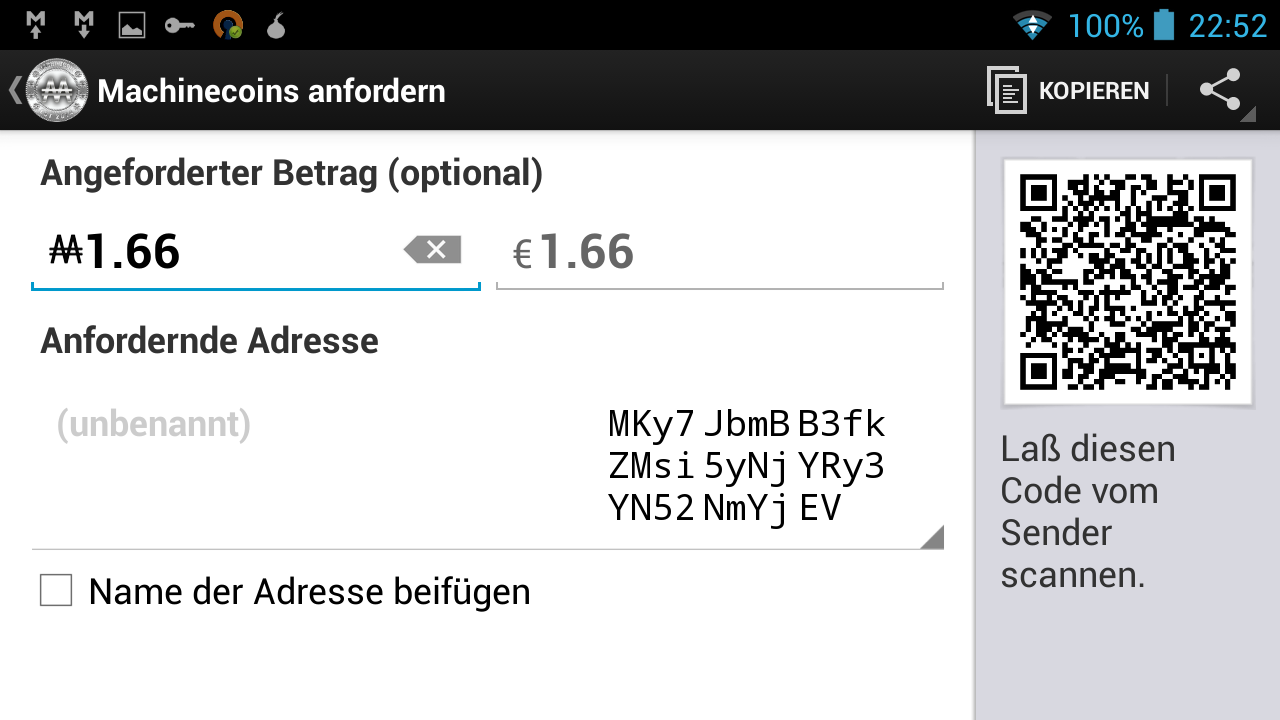 100% 22:52
Machinecoins anfordern KOPIEREN
Angeforderter Betrag (optional)
1.66 € 1.66
Anfordernde Adresse
(unbenannt)
MKy7 JbmB B3fk
ZMsi 5yNj YRy3
YN52 NmYj EV
Name der Adresse beifügen
Laß diesen
Code vom
Sender
scannen.